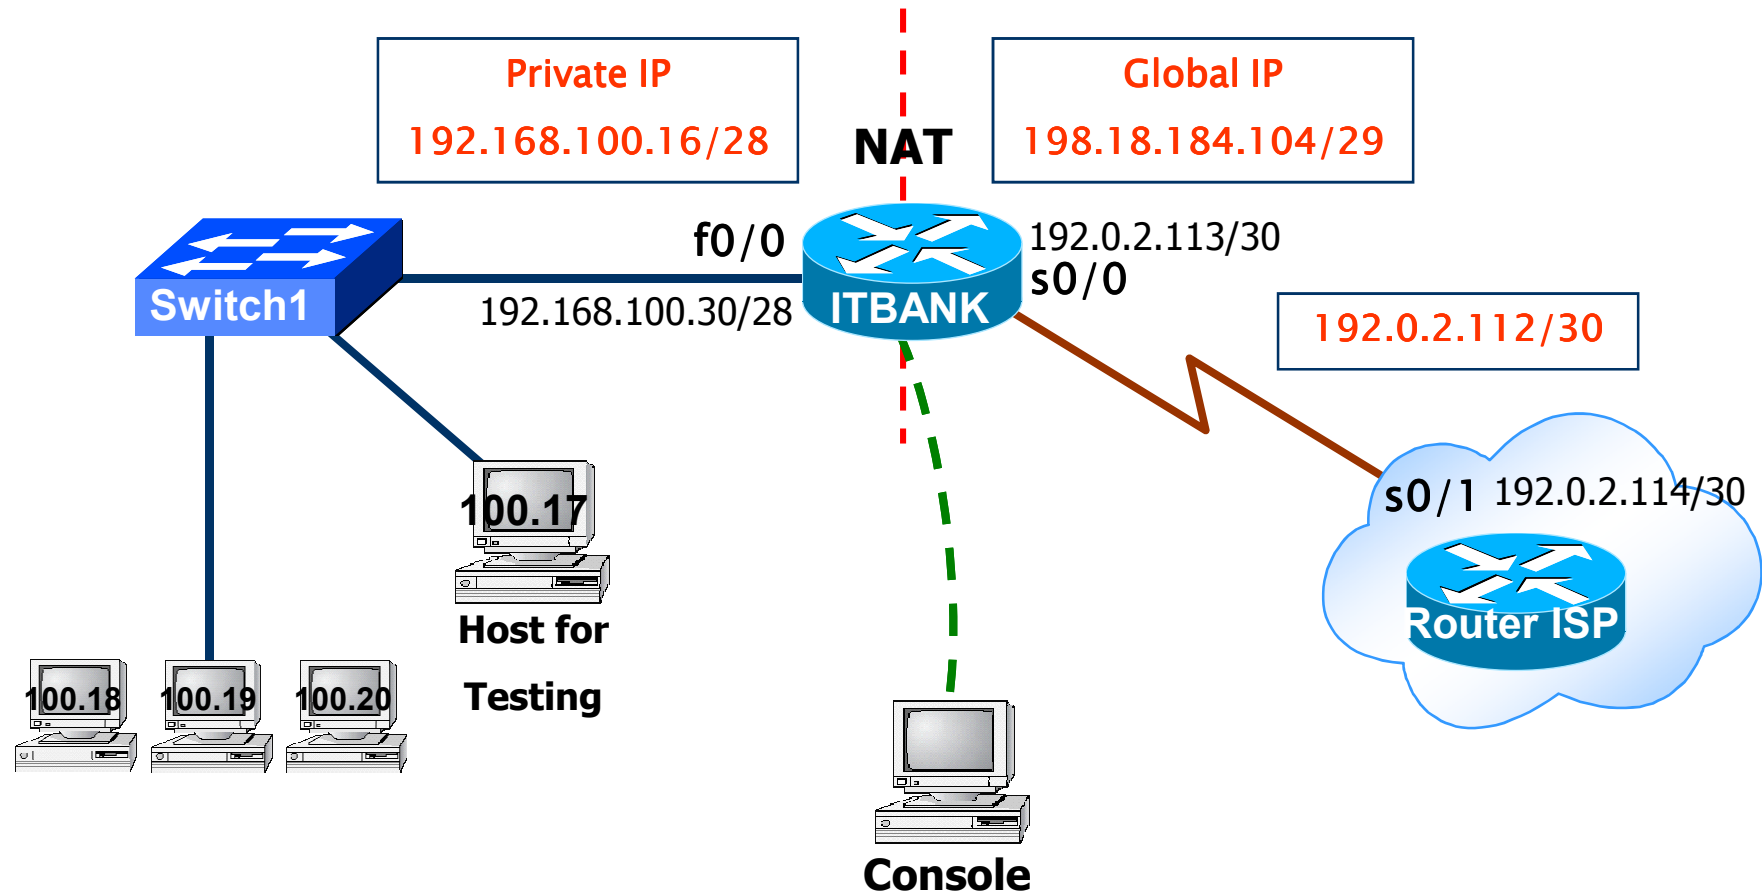 Private IP
192.168.100.16/28
NAT
Global IP
198.18.184.104/29
f0/0
192.0.2.113/30
s0/0
Switch1
192.168.100.30/28
ITBANK
192.0.2.112/30
s0/1 192.0.2.114/30
100.17
Router ISP
Host for
Testing
100.18
100.19
100.20
Console